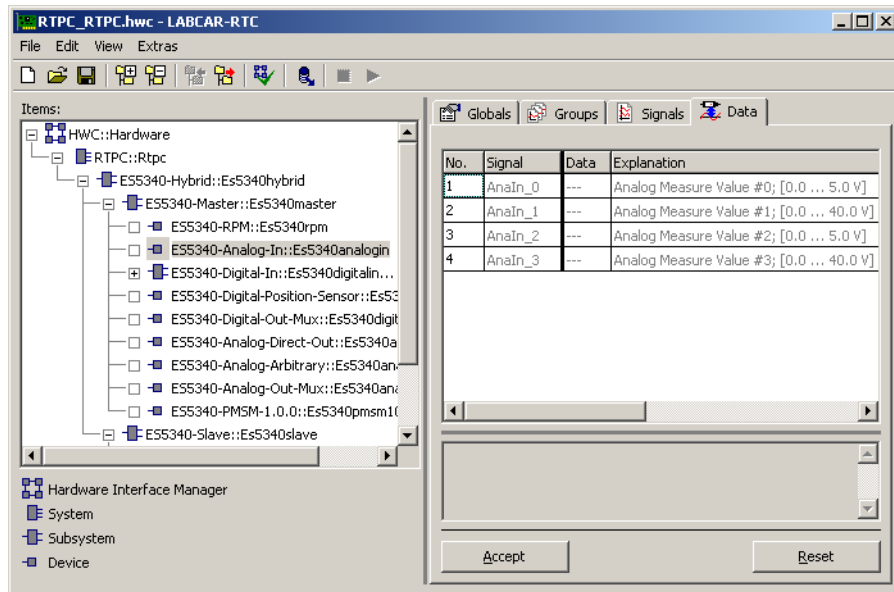 RTPC_RTPC.hwc - LABCAR-RTC
File Edit View Extras
Items:
HWC::Hardware
RTPC::Rtpc
ES5340-Hybrid::Es5340hybrid
ES5340-Master::Es5340master
ES5340-RPM::Es5340rpm
ES5340-Analog-In::Es5340analogin
ES5340-Digital-In::Es5340digitalin...
ES5340-Digital-Position-Sensor::Es53
ES5340-Digital-Out-Mux::Es5340digit
ES5340-Analog-Direct-Out::Es5340a
ES5340-Analog-Arbitrary::Es5340an
ES5340-Analog-Out-Mux::Es5340ana
ES5340-PMSM-1.0.0::Es5340pmsm10
ES5340-Slave::Es5340slave
Hardware Interface Manager
System
Subsystem
Device
Globals Groups Signals Data
No. Signal Data Explanation
1 AnaIn_0 --- Analog Measure Value #0; [0.0 ... 5.0 V]
2 AnaIn_1 --- Analog Measure Value #1; [0.0 ... 40.0 V]
3 AnaIn_2 --- Analog Measure Value #2; [0.0 ... 5.0 V]
4 AnaIn_3 --- Analog Measure Value #3; [0.0 ... 40.0 V]
Accept Reset